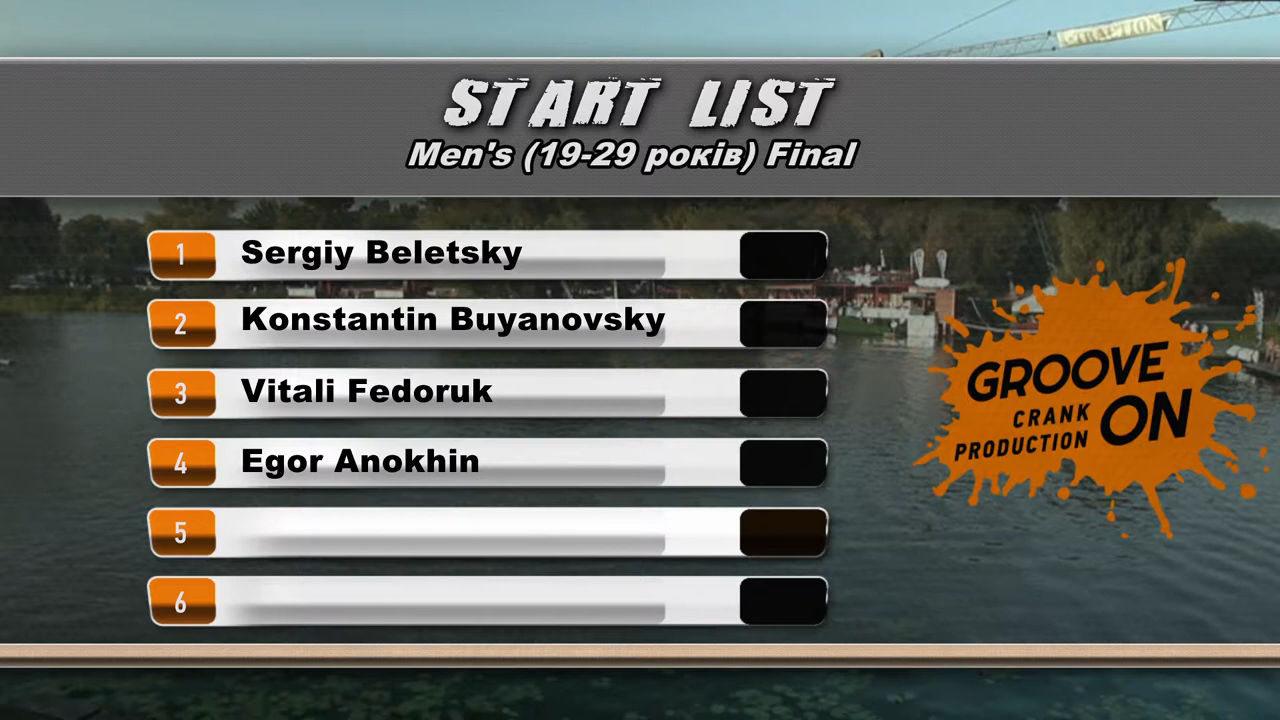 TRACTION
START LIST
Men's (19-29 років) Final
1 Sergiy Beletsky
2 Konstantin Buyanovsky
3 Vitali Fedoruk
4 Egor Anokhin
5
6
GROOVE
CRANK
PRODUCTION
ON